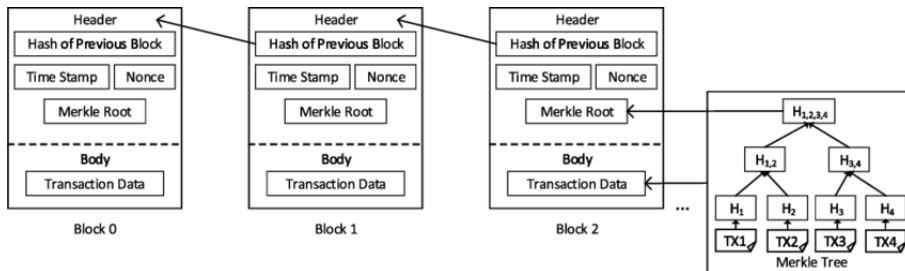 Header
Hash of Previous Block
Time Stamp
Nonce
Merkle Root
Body
Transaction Data
Block 0
Header
Hash of Previous Block
Time Stamp
Nonce
Merkle Root
Body
Transaction Data
Block 1
Header
Hash of Previous Block
Time Stamp
Nonce
Merkle Root
Body
Transaction Data
Block 2
...
H1,2,3,4
H1,2
H3,4
H1
H2
H3
H4
TX1
TX2
TX3
TX4
Merkle Tree